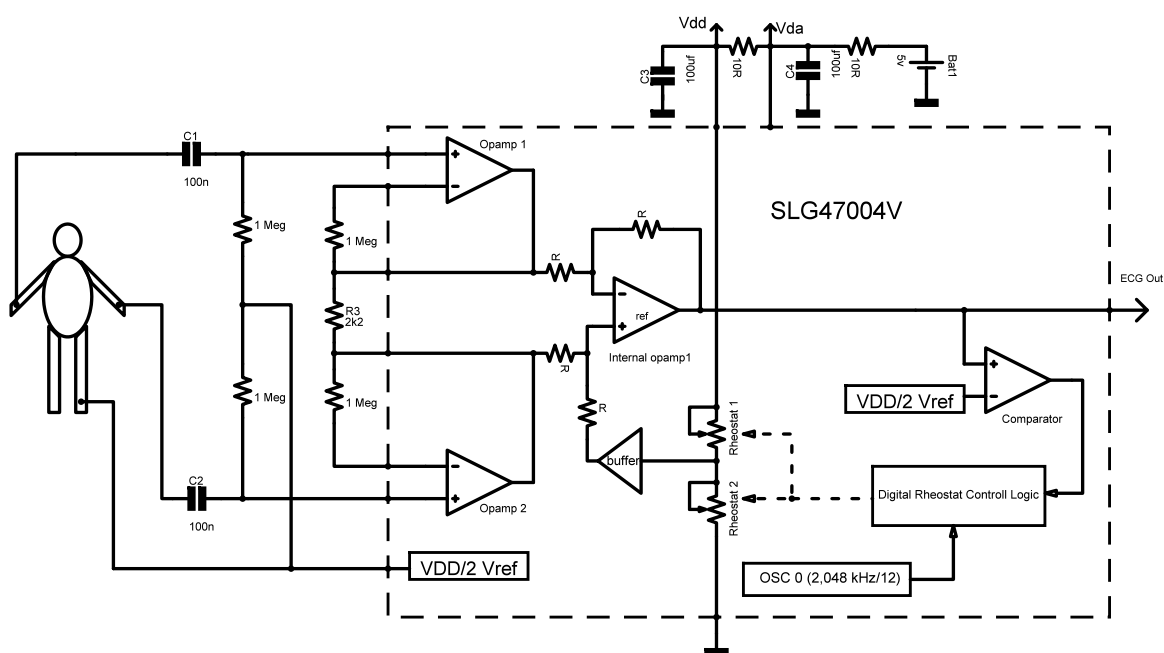 Vdd
Vda
C3
100uf
10R
C4
100uf
10R
5v
Bat1
C1
100n
Opamp 1
SLG47004V
1 Meg
1 Meg
R
R
ECG Out
R3
2k2
ref
Internal opamp1
R
1 Meg
1 Meg
R
VDD/2 Vref
Comparator
Rheostat 1
buffer
C2
100n
Opamp 2
Rheostat 2
Digital Rheostat Controll Logic
VDD/2 Vref
OSC 0 (2,048 kHz/12)